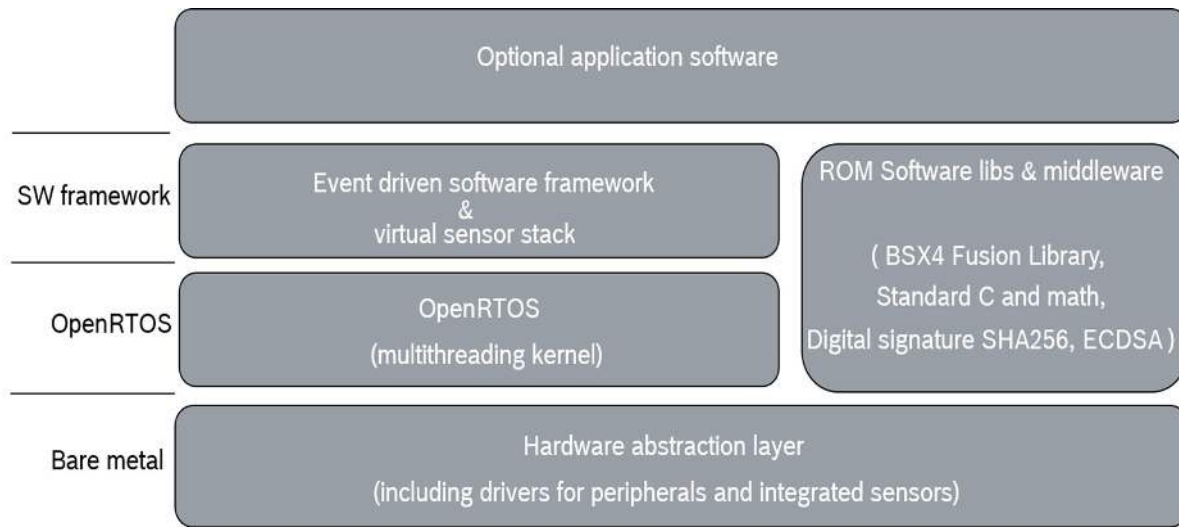 Optional application software
SW framework
Event driven software framework
&
virtual sensor stack
ROM Software libs & middleware
( BSX4 Fusion Library,
Standard C and math,
Digital signature SHA256, ECDSA )
OpenRTOS
OpenRTOS
(multithreading kernel)
Bare metal
Hardware abstraction layer
(including drivers for peripherals and integrated sensors)